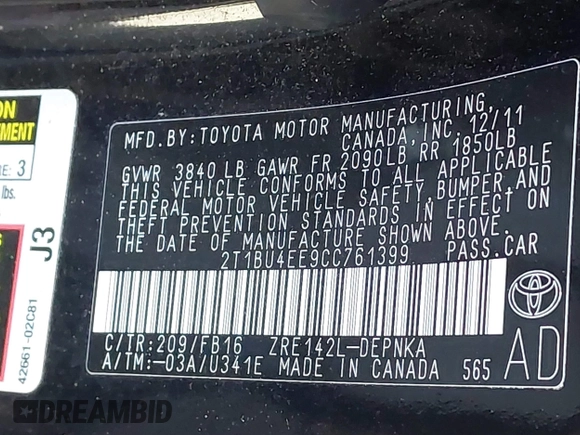 ON
TMENT
E: 3
lbs.
S
J3
42661-02C81
MFD. BY: TOYOTA MOTOR MANUFACTURING,
CANADA, INC. 12/11
GVWR 3840 LB GAWR FR 2090LB RR 1850LB
THIS VEHICLE CONFORMS TO ALL APPLICABLE
FEDERAL MOTOR VEHICLE SAFETY, BUMPER, AND
THEFT PREVENTION STANDARDS IN EFFECT ON
THE DATE OF MANUFACTURE SHOWN ABOVE.
2T1BU4EE9CC761399 PASS. CAR
C/TR: 209/FB16 ZRE142L-DEPNKA
A/TM: -03A/U341E MADE IN CANADA 565
AD
DREAMBID